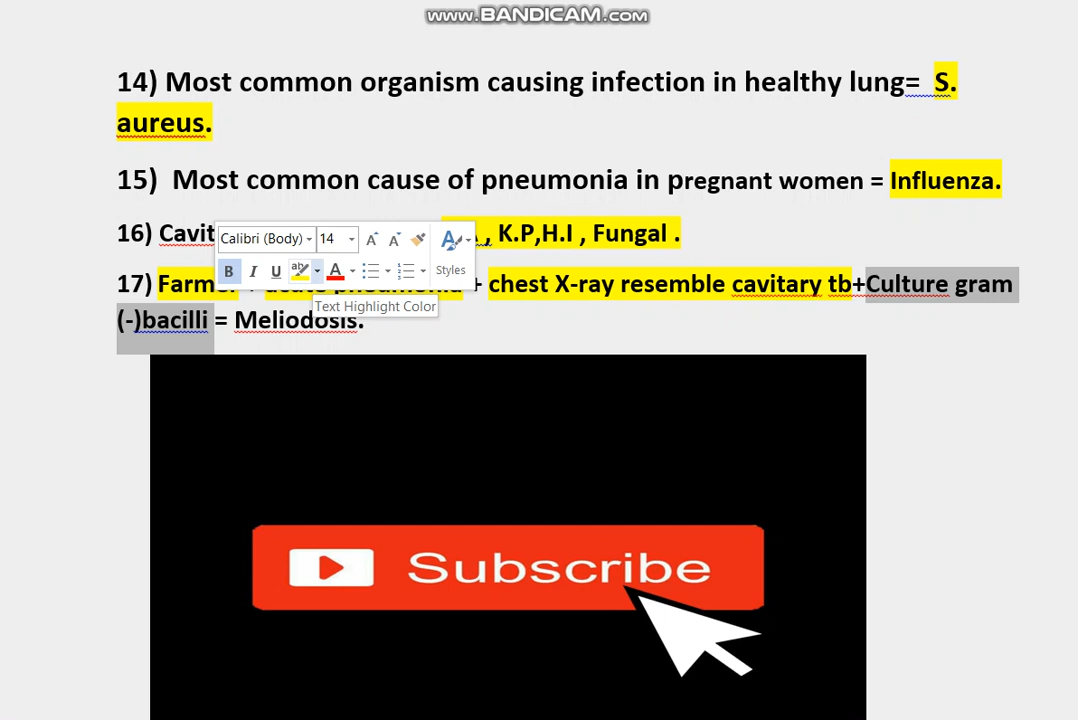 www.BANDICAM.com
14) Most common organism causing infection in healthy lung= S.
aureus.
15) Most common cause of pneumonia in pregnant women = Influenza.
16) , K.P,H.I , Fungal .
Calibri (Body) 14
B I U aby A Styles
17) + chest X-ray resemble cavitary tb+Culture gram
Text Highlight Color
(-)bacilli = Meliodosis.
Subscribe